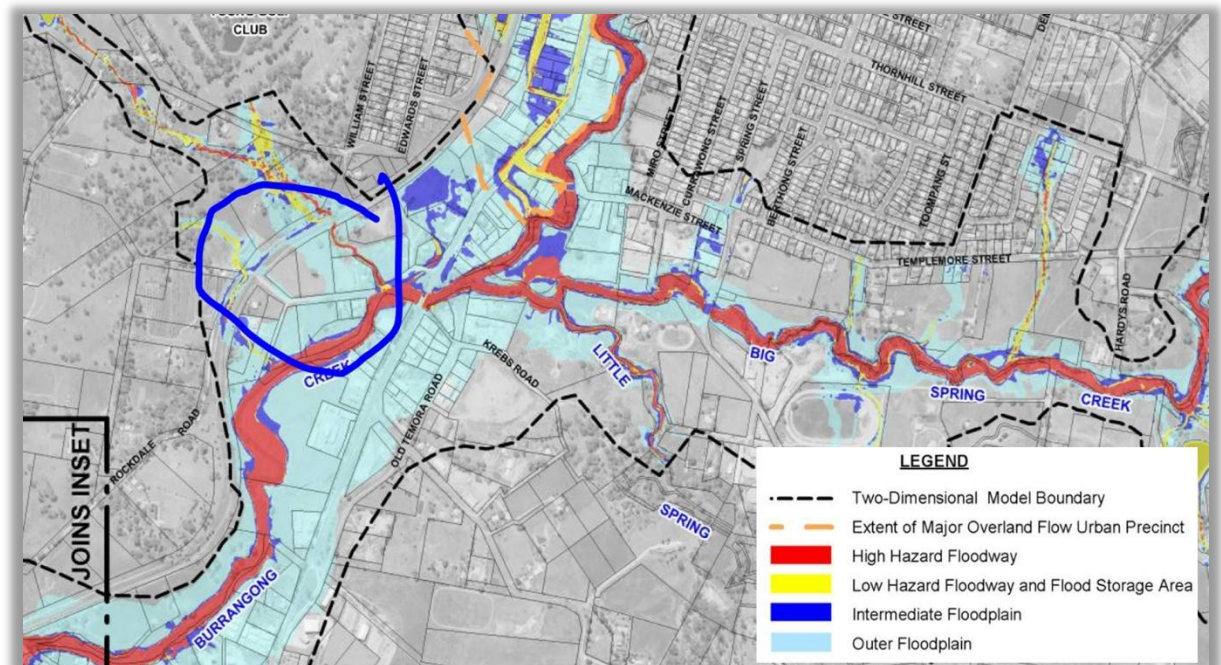 CLUB
WILLIAM STREET
EDWARDS STREET
STREET
THORNHILL STREET
MIRO STREET
CURRAWONG STREET
SPRING STREET
BERTHONG STREET
TOOMPANG ST
MACKENZIE STREET
TEMPLEMORE STREET
HARDYS ROAD
CREEK
KREBS ROAD
LITTLE
BIG
SPRING
CREEK
OLD TEMORA ROAD
ROCKDALE ROAD
JOINS INSET
SPRING
BURRANGONG
LEGEND
Two-Dimensional Model Boundary
Extent of Major Overland Flow Urban Precinct
High Hazard Floodway
Low Hazard Floodway and Flood Storage Area
Intermediate Floodplain
Outer Floodplain